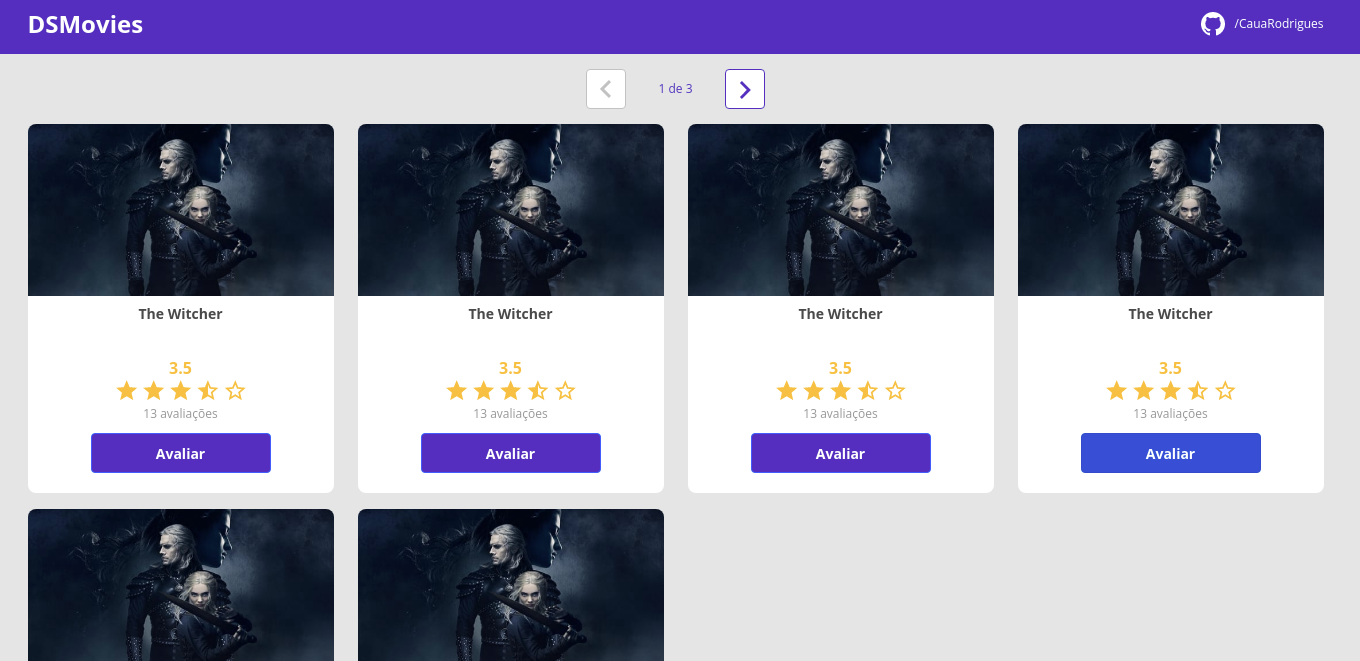 DSMovies
/CauaRodrigues
1 de 3
The Witcher
3.5
13 avaliações
Avaliar
The Witcher
3.5
13 avaliações
Avaliar
The Witcher
3.5
13 avaliações
Avaliar
The Witcher
3.5
13 avaliações
Avaliar